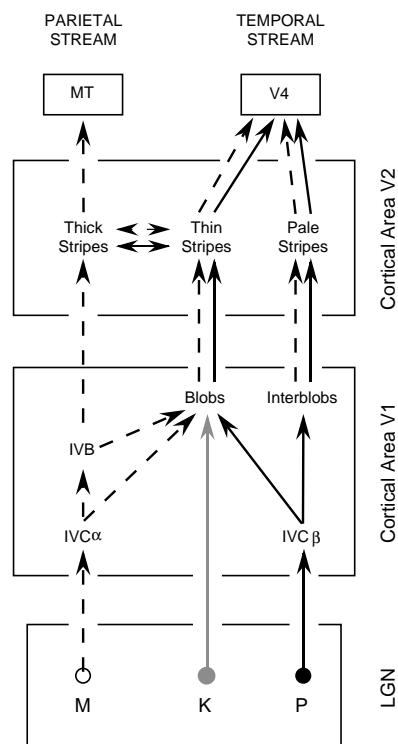 PARIETAL STREAM
TEMPORAL STREAM
MT
V4
Cortical Area V2
Thick Stripes
Thin Stripes
Pale Stripes
Cortical Area V1
Blobs
Interblobs
IVB
IVCα
IVC β
LGN
M
K
P